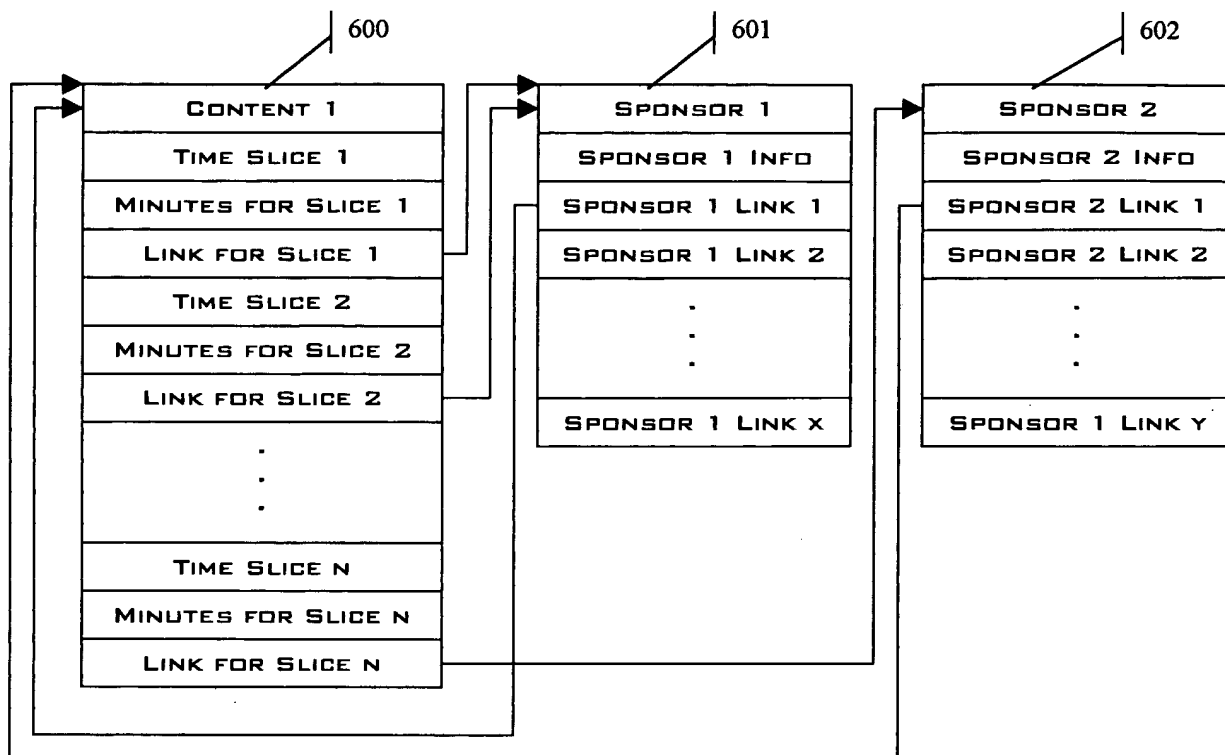 600
601
602
CONTENT 1
TIME SLICE 1
MINUTES FOR SLICE 1
LINK FOR SLICE 1
TIME SLICE 2
MINUTES FOR SLICE 2
LINK FOR SLICE 2
TIME SLICE N
MINUTES FOR SLICE N
LINK FOR SLICE N
SPONSOR 1
SPONSOR 1 INFO
SPONSOR 1 LINK 1
SPONSOR 1 LINK 2
SPONSOR 1 LINK X
SPONSOR 2
SPONSOR 2 INFO
SPONSOR 2 LINK 1
SPONSOR 2 LINK 2
SPONSOR 1 LINK Y